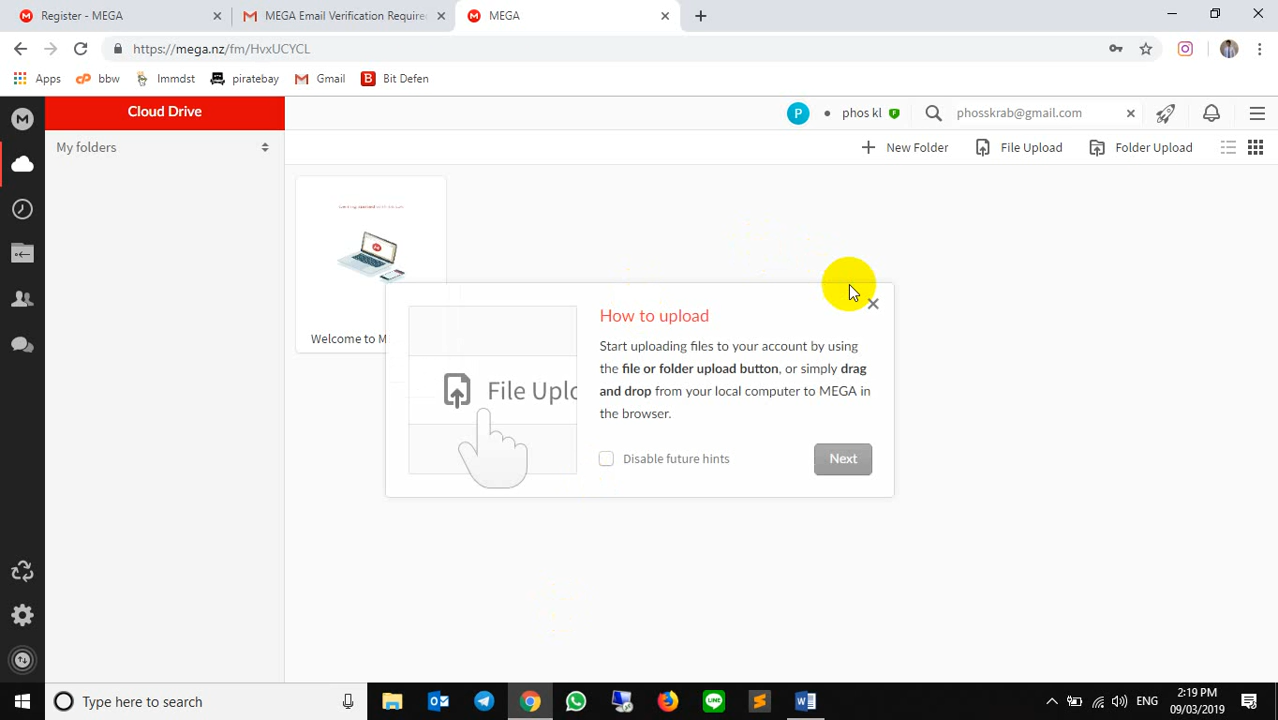 Register - MEGA
MEGA Email Verification Require
MEGA
https://mega.nz/fm/HvxUCYCL
Apps
bbw
Immdst
piratebay
Gmail
Bit Defen
Cloud Drive
P
phos kl
phosskrab@gmail.com
My folders
New Folder
File Upload
Folder Upload
Welcome to M
File Uplo
How to upload
Start uploading files to your account by using
the file or folder upload button, or simply drag
and drop from your local computer to MEGA in
the browser.
Disable future hints
Next
Type here to search
ENG
2:19 PM
09/03/2019